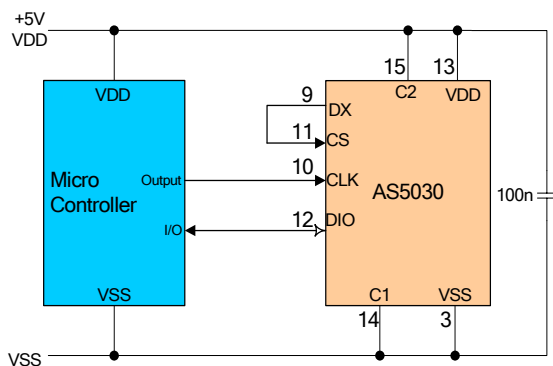 +5V
VDD
15
13
VDD
C2
VDD
9
DX
11
CS
Micro
Controller
Output
10
CLK
AS5030
100n
I/O
12
DIO
VSS
C1
VSS
14
3
VSS